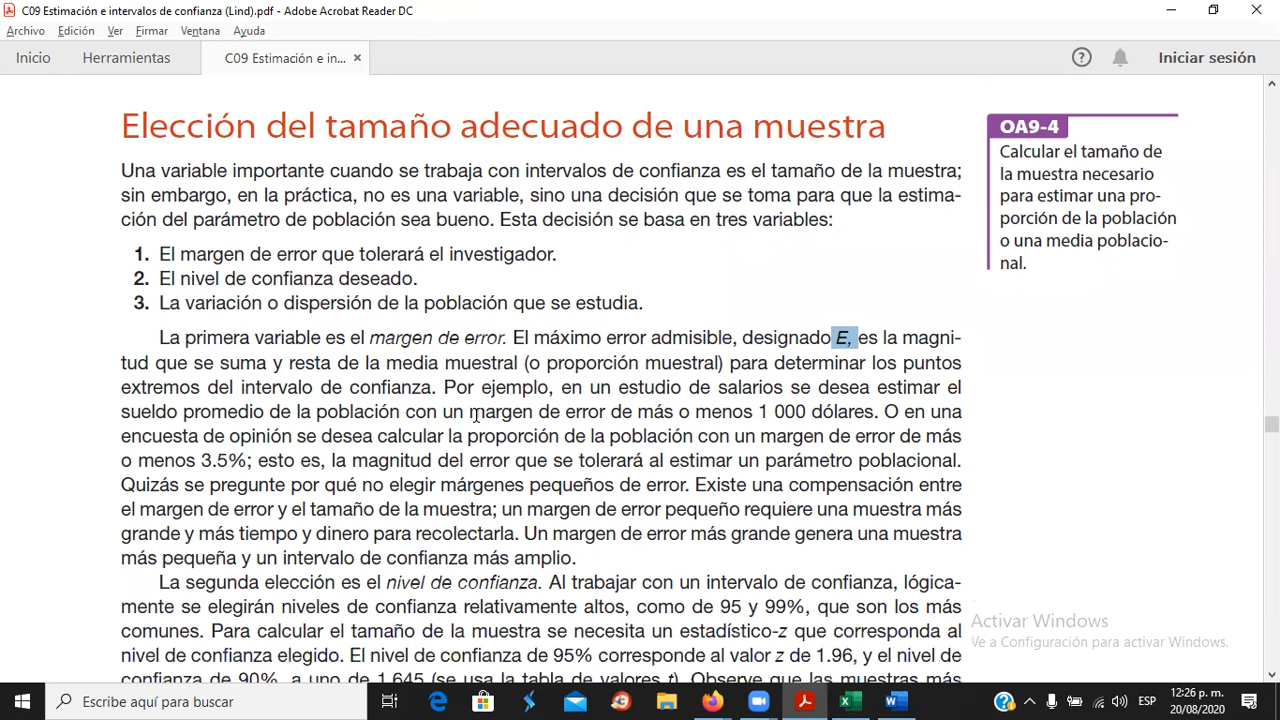 C09 Estimación e intervalos de confianza (Lind).pdf - Adobe Acrobat Reader DC
Archivo Edición Ver Firmar Ventana Ayuda
Inicio Herramientas C09 Estimación e in... × Iniciar sesión
Elección del tamaño adecuado de una muestra
Una variable importante cuando se trabaja con intervalos de confianza es el tamaño de la muestra;
sin embargo, en la práctica, no es una variable, sino una decisión que se toma para que la estima-
ción del parámetro de población sea bueno. Esta decisión se basa en tres variables:
1. El margen de error que tolerará el investigador.
2. El nivel de confianza deseado.
3. La variación o dispersión de la población que se estudia.
La primera variable es el margen de error. El máximo error admisible, designado E, es la magni-
tud que se suma y resta de la media muestral (o proporción muestral) para determinar los puntos
extremos del intervalo de confianza. Por ejemplo, en un estudio de salarios se desea estimar el
sueldo promedio de la población con un margen de error de más o menos 1 000 dólares. O en una
encuesta de opinión se desea calcular la proporción de la población con un margen de error de más
o menos 3.5%; esto es, la magnitud del error que se tolerará al estimar un parámetro poblacional.
Quizás se pregunte por qué no elegir márgenes pequeños de error. Existe una compensación entre
el margen de error y el tamaño de la muestra; un margen de error pequeño requiere una muestra más
grande y más tiempo y dinero para recolectarla. Un margen de error más grande genera una muestra
más pequeña y un intervalo de confianza más amplio.
La segunda elección es el nivel de confianza. Al trabajar con un intervalo de confianza, lógica-
mente se elegirán niveles de confianza relativamente altos, como de 95 y 99%, que son los más
comunes. Para calcular el tamaño de la muestra se necesita un estadístico-z que corresponda al
nivel de confianza elegido. El nivel de confianza de 95% corresponde al valor z de 1.96, y el nivel de
confianza de 90%, a uno de 1.645 (se usa la tabla de valores t). Observe que las muestras más
OA9-4
Calcular el tamaño de
la muestra necesario
para estimar una pro-
porción de la población
o una media poblacio-
nal.
Activar Windows
Ve a Configuración para activar Windows.
Escribe aquí para buscar
ESP
12:26 p. m.
20/08/2020